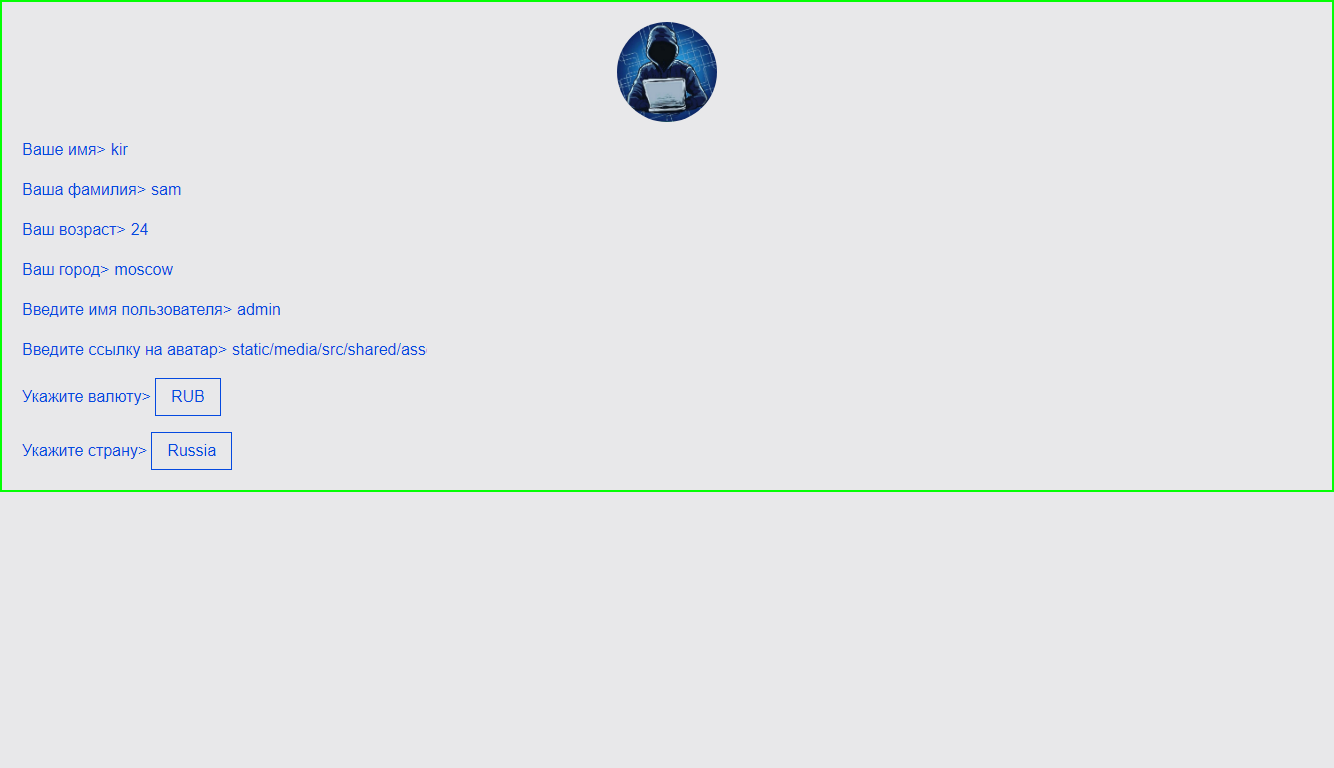 Ваше имя> kir
Ваша фамилия> sam
Ваш возраст> 24
Ваш город> moscow
Введите имя пользователя> admin
Введите ссылку на аватар> static/media/src/shared/ass
Укажите валюту> RUB
Укажите страну> Russia